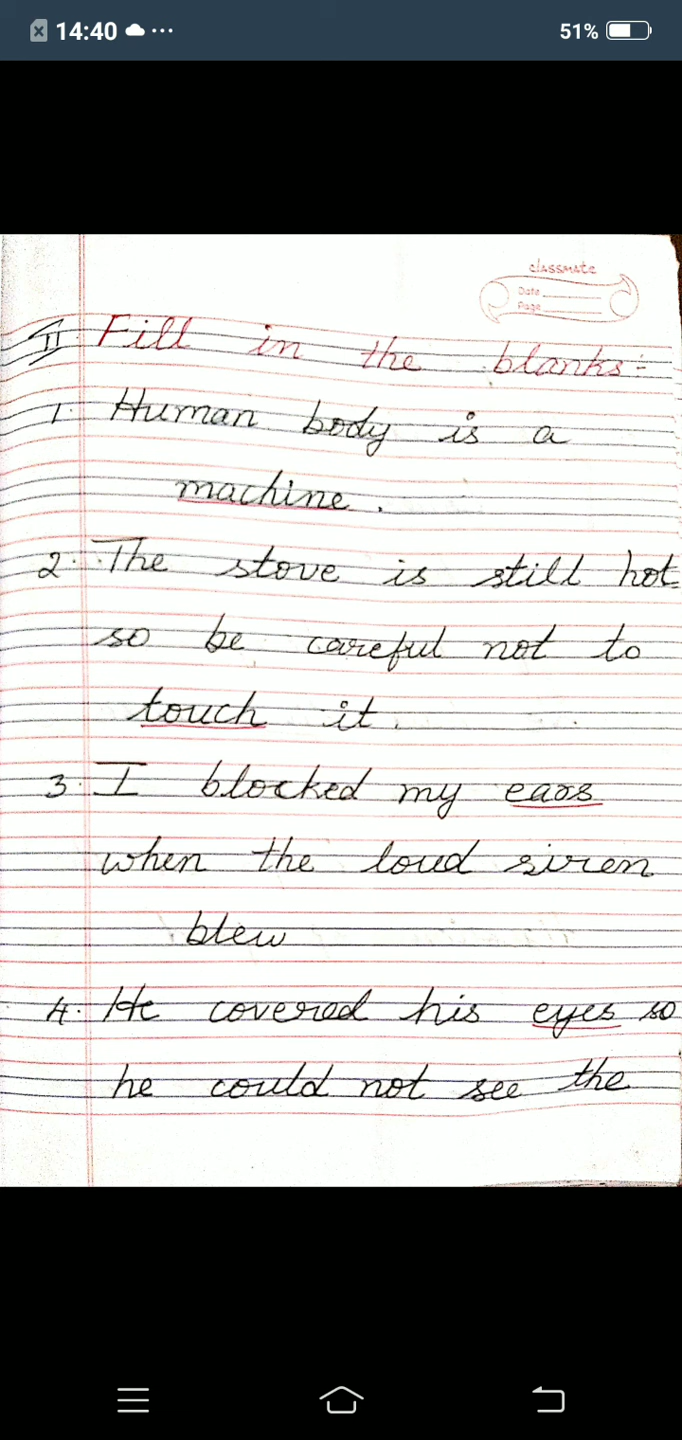 14:40
51%
classmate
Date
Page
II Fill in the blanks:-
1. Human body is a
machine.
2. The stove is still hot
so be careful not to
touch it.
3. I blocked my ears
when the loud siren
blew
4. He covered his eyes so
he could not see the